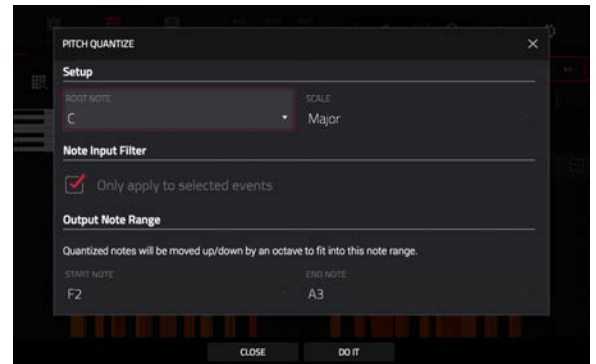 PITCH QUANTIZE
Setup
ROOT NOTE
SCALE
C
Major
Note Input Filter
Only apply to selected events
Output Note Range
Quantized notes will be moved up/down by an octave to fit into this note range.
START NOTE
END NOTE
F2
A3
CLOSE
DO IT